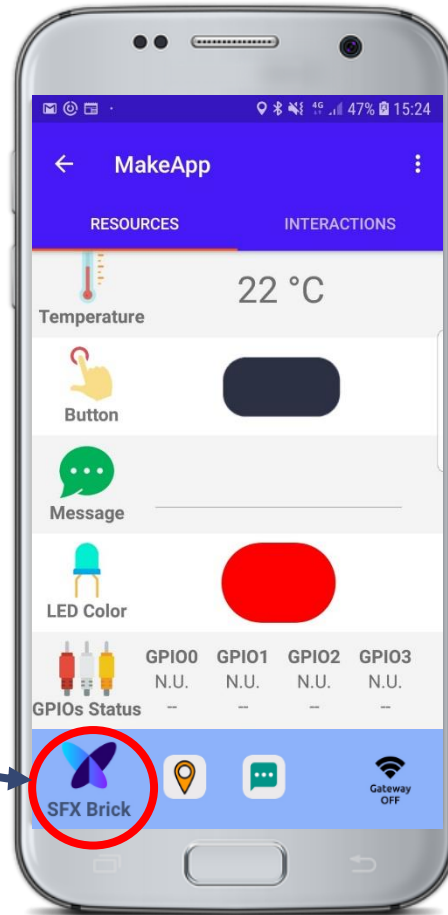 4G 47% 15:24
MakeApp
RESOURCES INTERACTIONS
Temperature 22 °C
Button
Message
LED Color
GPIO0 GPIO1 GPIO2 GPIO3
N.U. N.U. N.U. N.U.
GPIOs Status -- -- -- --
SFX Brick
Gateway
OFF